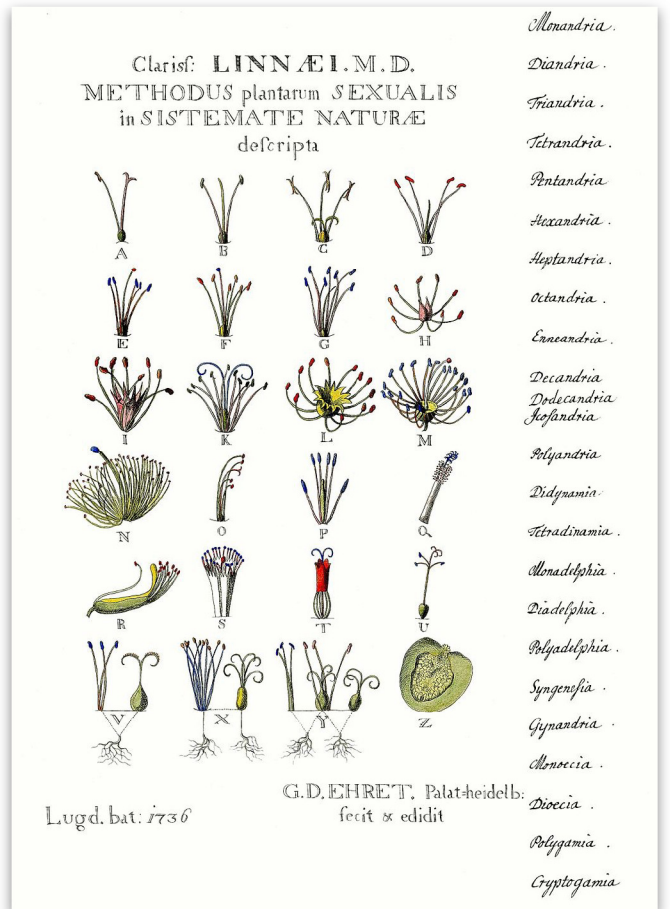 Clarisſ: LINNÆI. M. D.
METHODUS plantarum SEXUALIS
in SISTEMATE NATURÆ
deſcripta
A B C D
E F G H
I K L M
N O P Q
R S T U
V X Y Z
Lugd. bat: 1736
G.D. EHRET. Palat=heidelb:
fecit & edidit
Monandria.
Diandria.
Triandria.
Tetrandria.
Pentandria
Hexandria.
Heptandria.
Octandria.
Enneandria.
Decandria
Dodecandria
Jcoſandria
Polyandria
Didynamia
Tetradinamia.
Monadelphia.
Diadelphia.
Polyadelphia.
Syngeneſia.
Gynandria.
Monoecia.
Dioecia.
Polygamia.
Cryptogamia